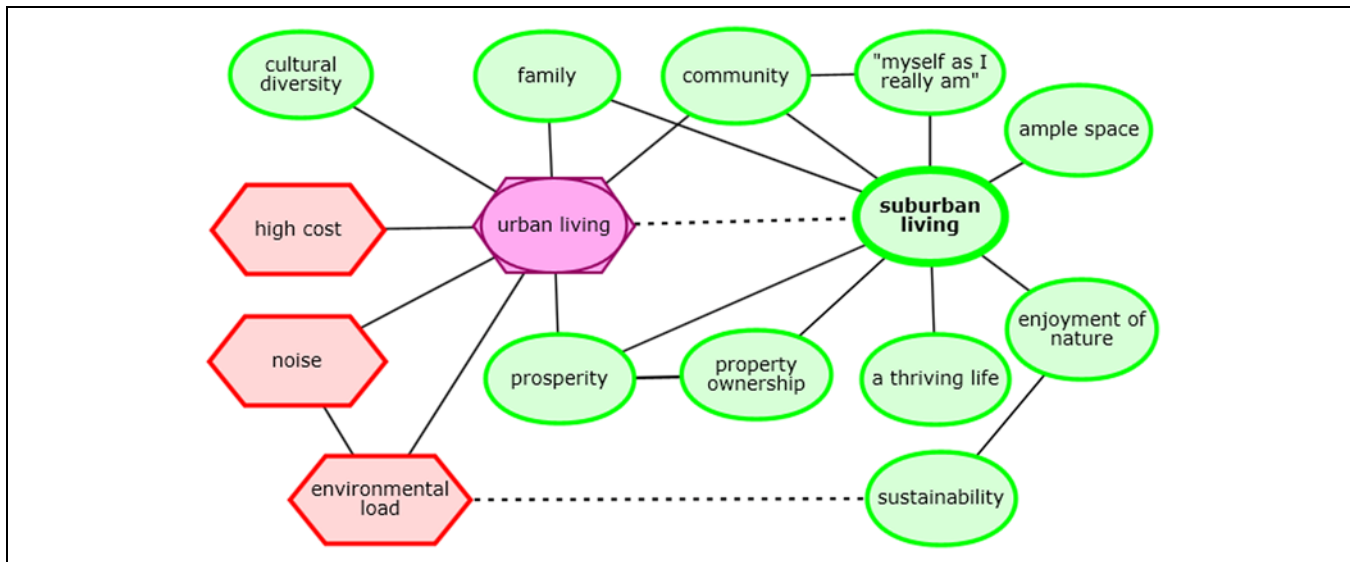 cultural
diversity
family
community
"myself as I
really am"
ample space
high cost
urban living
suburban
living
noise
prosperity
property
ownership
a thriving life
enjoyment of
nature
environmental
load
sustainability